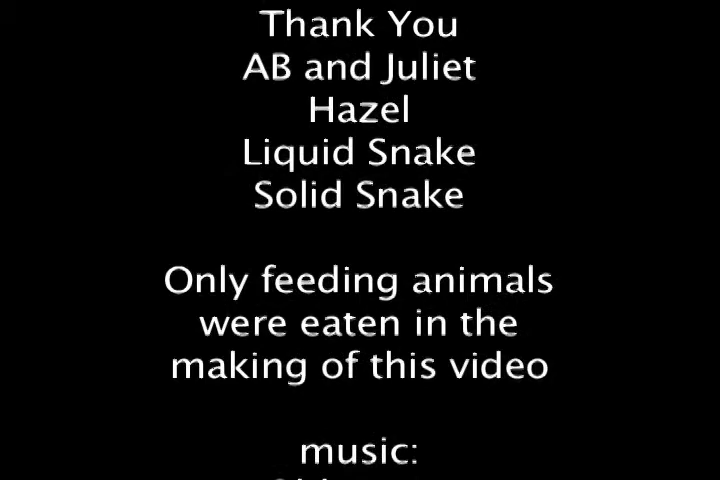 Thank You
AB and Juliet
Hazel
Liquid Snake
Solid Snake
Only feeding animals
were eaten in the
making of this video
music: